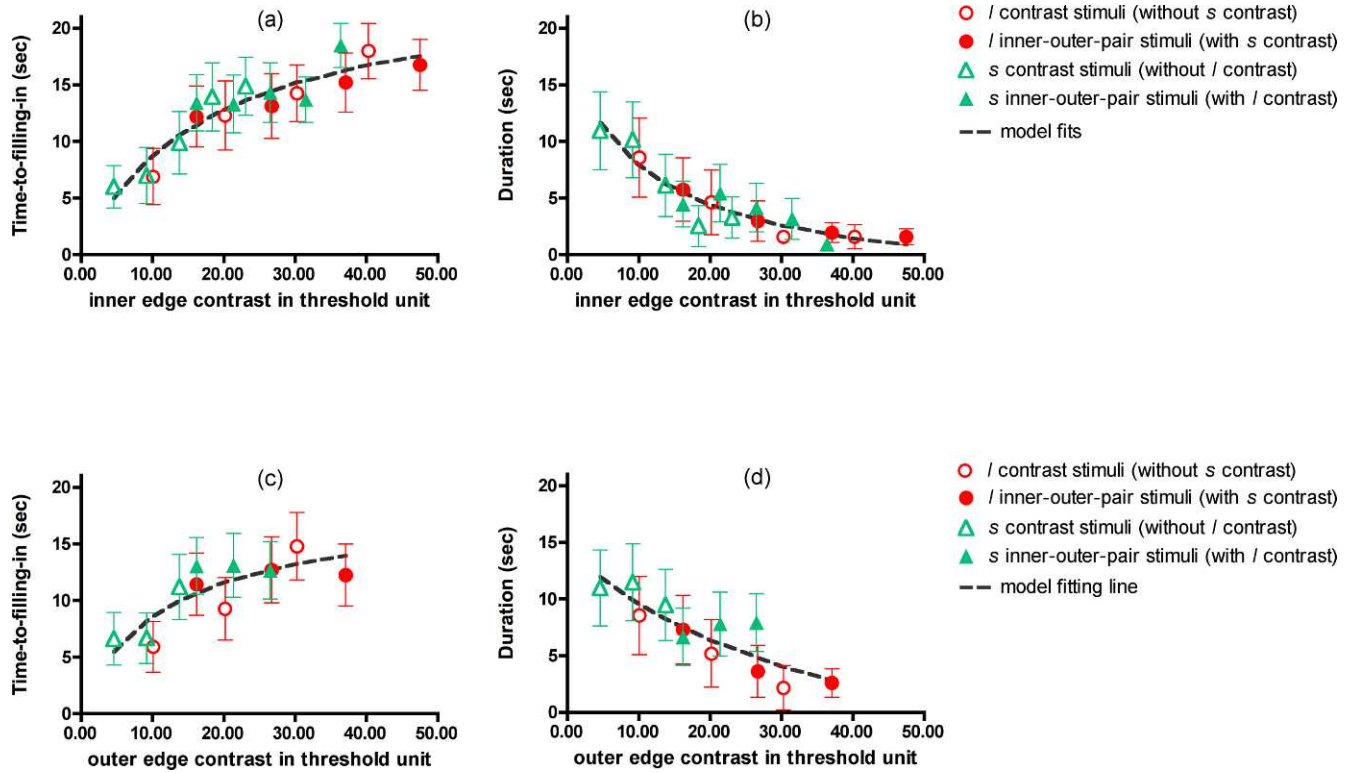 (a)
Time-to-filling-in (sec)
20
15
10
5
0
0.00 10.00 20.00 30.00 40.00 50.00
inner edge contrast in threshold unit
(b)
Duration (sec)
20
15
10
5
0
0.00 10.00 20.00 30.00 40.00 50.00
inner edge contrast in threshold unit
l contrast stimuli (without s contrast)
l inner-outer-pair stimuli (with s contrast)
s contrast stimuli (without l contrast)
s inner-outer-pair stimuli (with l contrast)
model fits
(c)
Time-to-filling-in (sec)
20
15
10
5
0
0.00 10.00 20.00 30.00 40.00 50.00
outer edge contrast in threshold unit
(d)
Duration (sec)
20
15
10
5
0
0.00 10.00 20.00 30.00 40.00 50.00
outer edge contrast in threshold unit
l contrast stimuli (without s contrast)
l inner-outer-pair stimuli (with s contrast)
s contrast stimuli (without l contrast)
s inner-outer-pair stimuli (with l contrast)
model fitting line